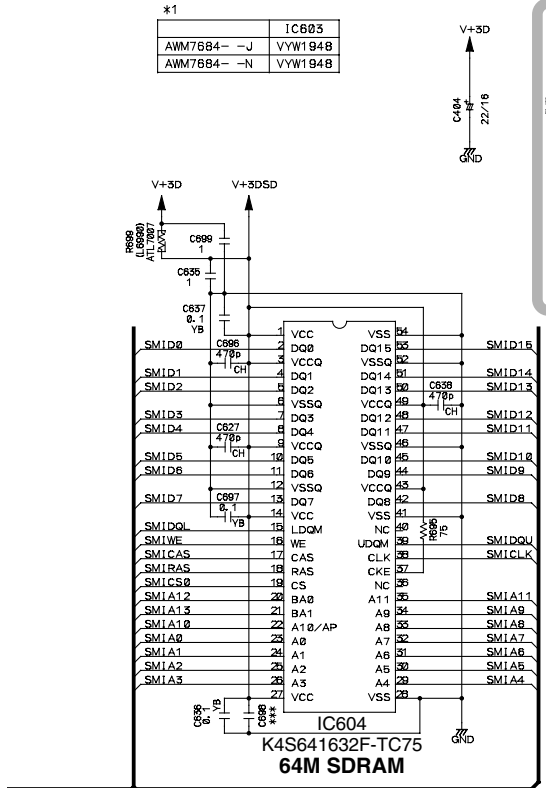 *1
IC603
AWM7684- -J VYW1948
AWM7684- -N VYW1948
V+3D
C404
22/16
GND
V+3D V+3DSD
R699
(L6990)
ATL7007
C699
1
C635
1
C637
0.1
YB
1 VCC VSS 54
SMID0 2 DQ0 DQ15 53 SMID15
C696
470p
CH
3 VCCQ VSSQ 52
SMID1 4 DQ1 DQ14 51 SMID14
SMID2 5 DQ2 DQ13 50 SMID13
C638
470p
CH
6 VSSQ VCCQ 49
SMID3 7 DQ3 DQ12 48 SMID12
SMID4 8 DQ4 DQ11 47 SMID11
C627
470p
CH
9 VCCQ VSSQ 46
SMID5 10 DQ5 DQ10 45 SMID10
SMID6 11 DQ6 DQ9 44 SMID9
12 VSSQ VCCQ 43
SMID7 13 DQ7 DQ8 42 SMID8
C697
0.1
YB
14 VCC VSS 41
SMIDQL 15 LDQM NC 40
R695
75
SMIWE 16 WE UDQM 39 SMIDQU
SMICAS 17 CAS CLK 38 SMICLK
SMIRAS 18 RAS CKE 37
SMICS0 19 CS NC 36
SMIA12 20 BA0 A11 35 SMIA11
SMIA13 21 BA1 A9 34 SMIA9
SMIA10 22 A10/AP A8 33 SMIA8
SMIA0 23 A0 A7 32 SMIA7
SMIA1 24 A1 A6 31 SMIA6
SMIA2 25 A2 A5 30 SMIA5
SMIA3 26 A3 A4 29 SMIA4
27 VCC VSS 28
C636
0.1
YB
C698
***
GND
IC604
K4S641632F-TC75
64M SDRAM